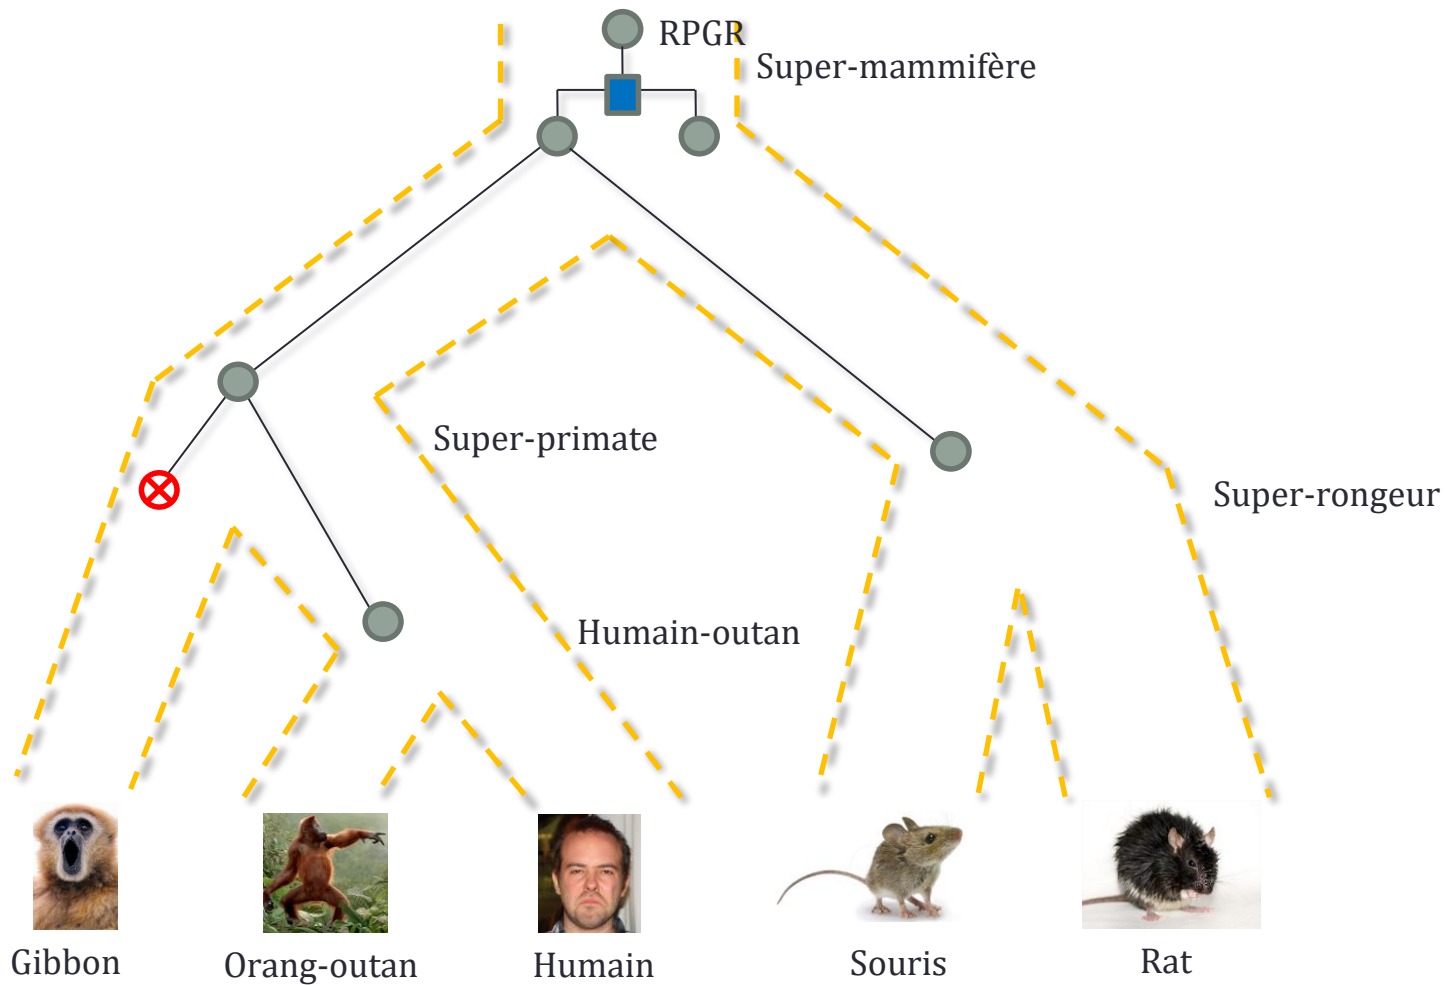 RPGR
Super-mammifère
Super-primate
Super-rongeur
Humain-outan
Gibbon
Orang-outan
Humain
Souris
Rat